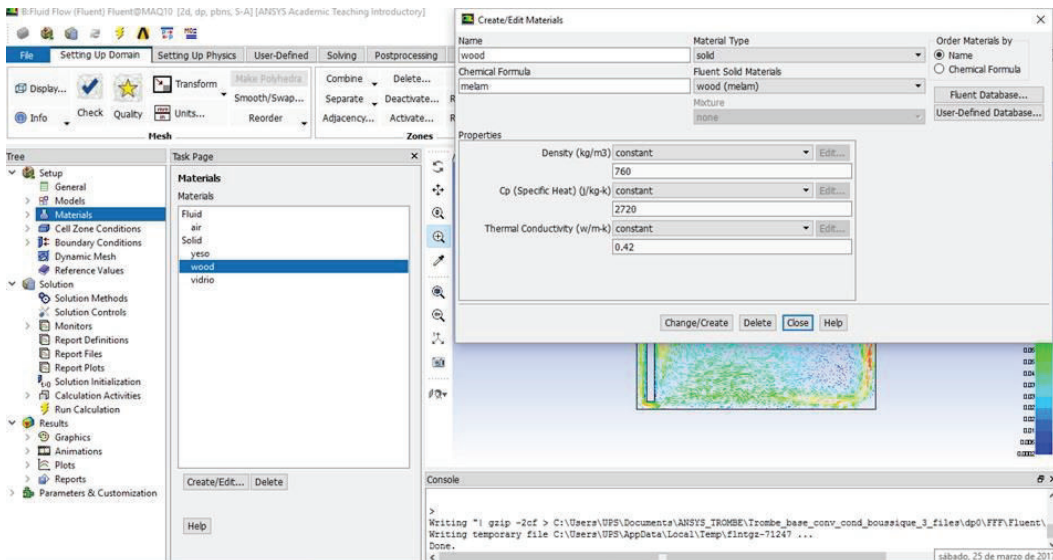 B:Fluid Flow (Fluent) Fluent@MAQ10 [2d, dp, pbns, S-A] [ANSYS Academic Teaching Introductory]
File Setting Up Domain Setting Up Physics User-Defined Solving Postprocessing
Display... Check Quality Transform Make Polyhedra Combine Delete...
Smooth/Swap... Separate Deactivate...
Info Units... Reorder Adjacency... Activate...
Mesh Zones
Tree
Setup
General
Models
Materials
Cell Zone Conditions
Boundary Conditions
Dynamic Mesh
Reference Values
Solution
Solution Methods
Solution Controls
Monitors
Report Definitions
Report Files
Report Plots
Solution Initialization
Calculation Activities
Run Calculation
Results
Graphics
Animations
Plots
Reports
Parameters & Customization
Task Page
Materials
Materials
Fluid
air
Solid
yeso
wood
vidrio
Create/Edit... Delete
Help
Create/Edit Materials
Name Material Type Order Materials by
wood solid Name
Chemical Formula Fluent Solid Materials Chemical Formula
melam wood (melam) Fluent Database...
Mixture User-Defined Database...
none
Properties
Density (kg/m3) constant Edit...
760
Cp (Specific Heat) (j/kg-k) constant Edit...
2720
Thermal Conductivity (w/m-k) constant Edit...
0.42
Change/Create Delete Close Help
Console
>
Writing "| gzip -2cf > C:\Users\UPS\Documents\ANSYS_TROMBE\Trombe_base_conv_cond_boussique_3_files\dp0\FFF\Fluent\
Writing temporary file C:\Users\UPS\AppData\Local\Temp\flntgz-71247 ...
Done.
sábado, 25 de marzo de 201